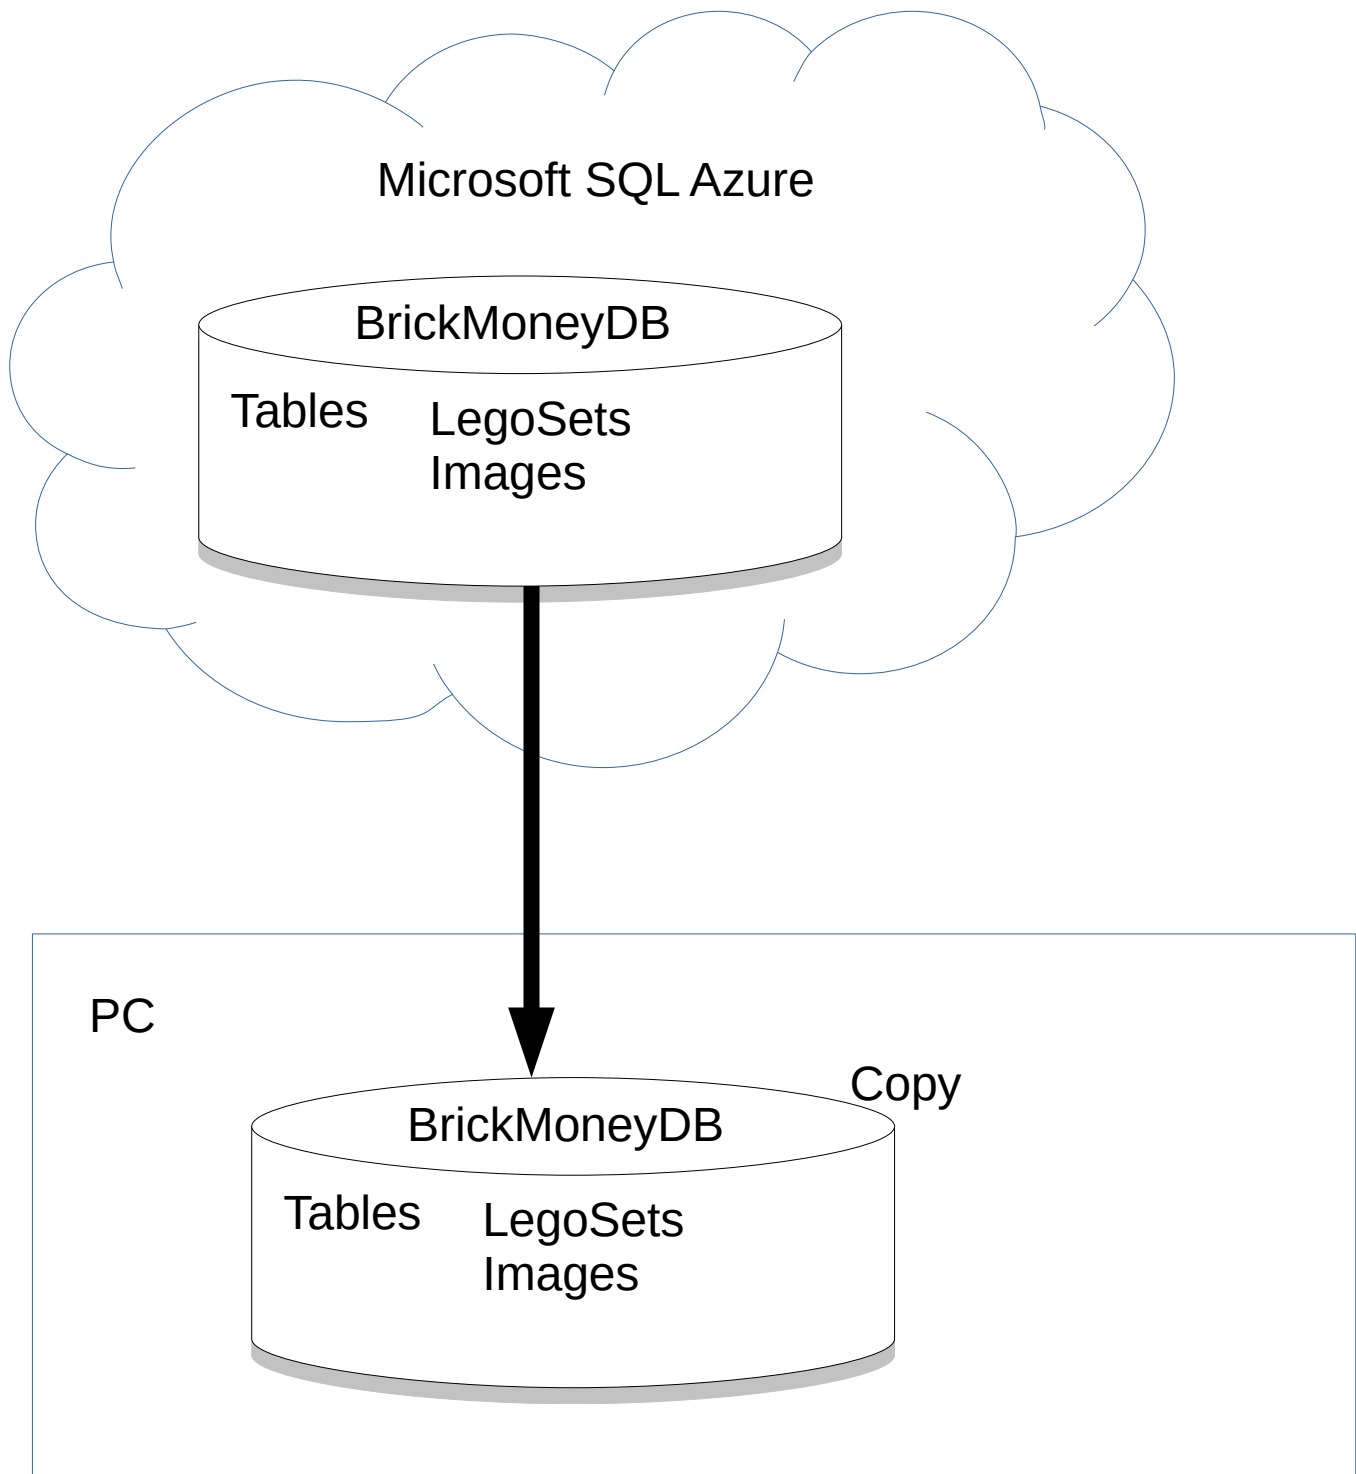 Microsoft SQL Azure
BrickMoneyDB
Tables
LegoSets
Images
PC
Copy
BrickMoneyDB
Tables
LegoSets
Images